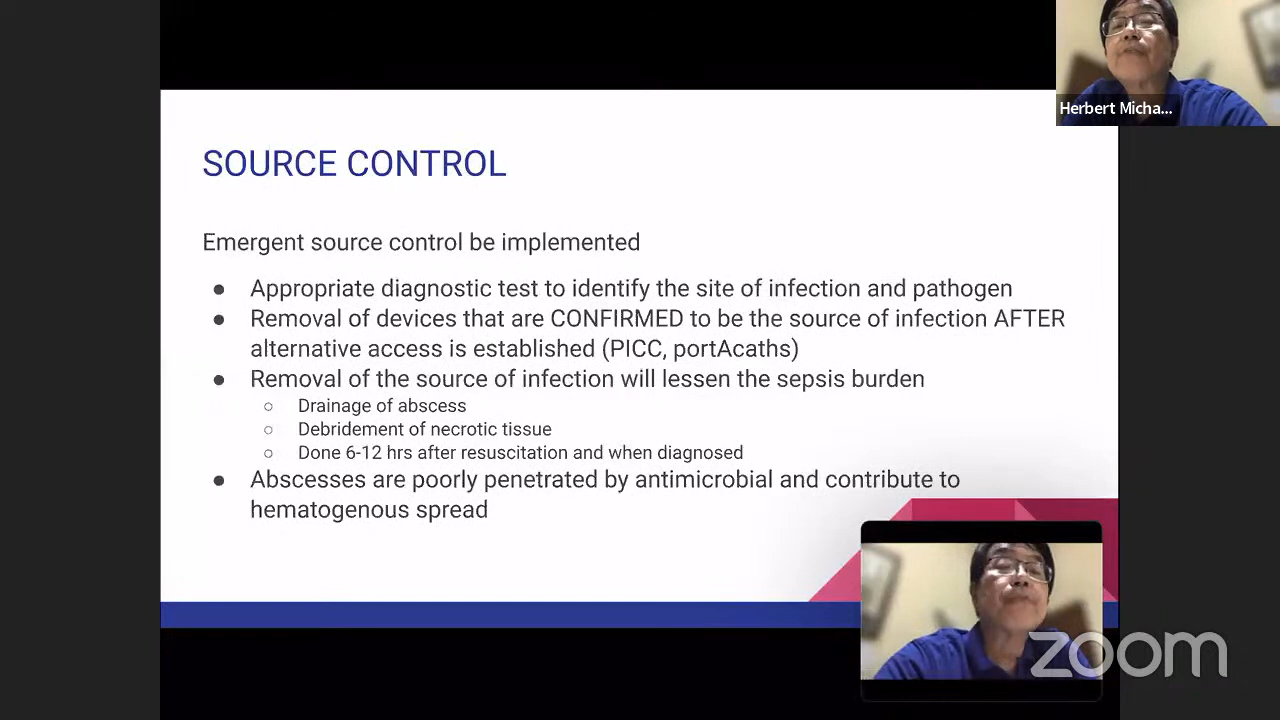 Herbert Micha...
SOURCE CONTROL
Emergent source control be implemented
● Appropriate diagnostic test to identify the site of infection and pathogen
● Removal of devices that are CONFIRMED to be the source of infection AFTER
alternative access is established (PICC, portAcaths)
● Removal of the source of infection will lessen the sepsis burden
○ Drainage of abscess
○ Debridement of necrotic tissue
○ Done 6-12 hrs after resuscitation and when diagnosed
● Abscesses are poorly penetrated by antimicrobial and contribute to
hematogenous spread
zoom